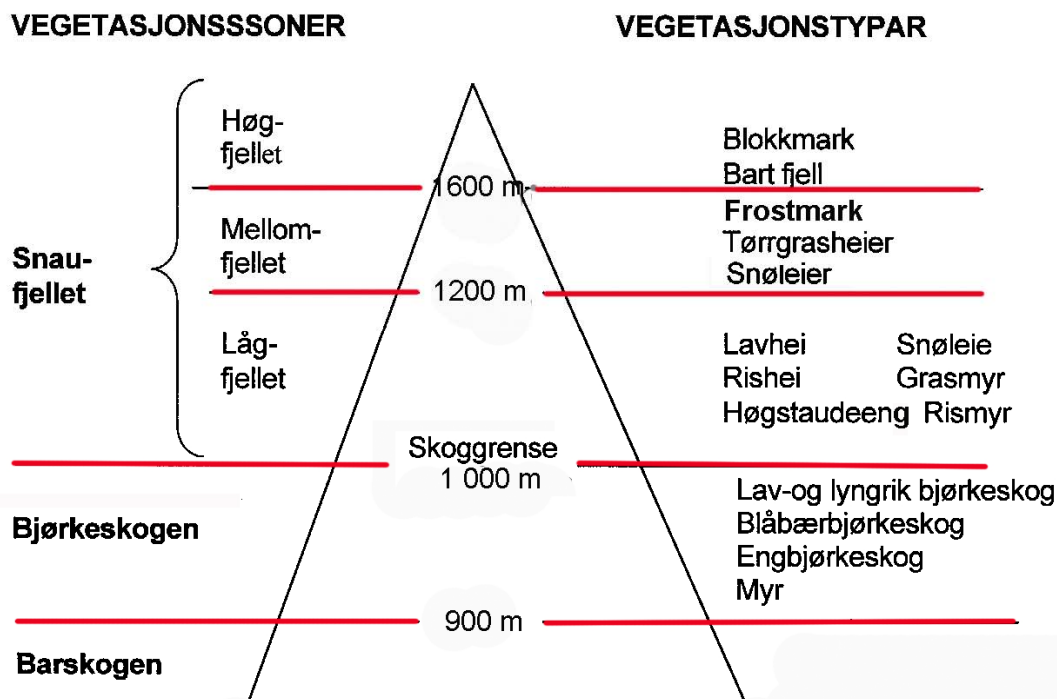 VEGETASJONSSSONER
VEGETASJONSTYPAR
Høg-
fjellet
Blokkmark
Bart fjell
1600 m
Frostmark
Tørrgrasheier
Snøleier
Mellom-
fjellet
Snau-
fjellet
1200 m
Låg-
fjellet
Lavhei Snøleie
Rishei Grasmyr
Høgstaudeeng Rismyr
Skoggrense
1 000 m
Lav-og lyngrik bjørkeskog
Blåbærbjørkeskog
Engbjørkeskog
Myr
Bjørkeskogen
900 m
Barskogen